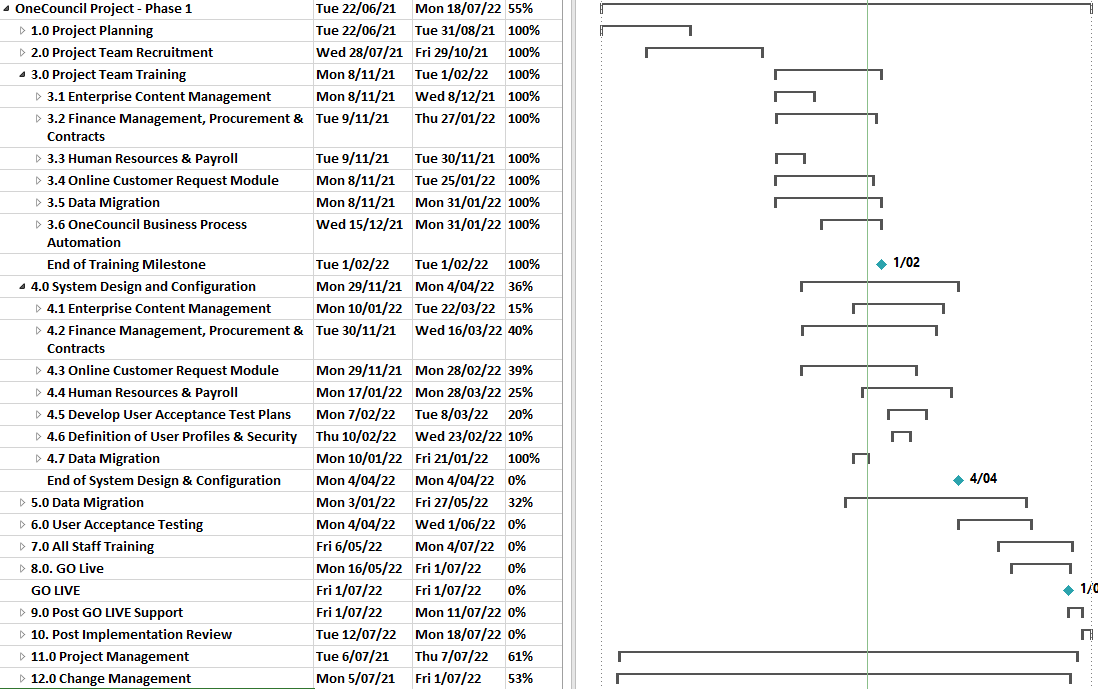 OneCouncil Project - Phase 1 Tue 22/06/21 Mon 18/07/22 55%
1.0 Project Planning Tue 22/06/21 Tue 31/08/21 100%
2.0 Project Team Recruitment Wed 28/07/21 Fri 29/10/21 100%
3.0 Project Team Training Mon 8/11/21 Tue 1/02/22 100%
3.1 Enterprise Content Management Mon 8/11/21 Wed 8/12/21 100%
3.2 Finance Management, Procurement & Tue 9/11/21 Thu 27/01/22 100%
Contracts
3.3 Human Resources & Payroll Tue 9/11/21 Tue 30/11/21 100%
3.4 Online Customer Request Module Mon 8/11/21 Tue 25/01/22 100%
3.5 Data Migration Mon 8/11/21 Mon 31/01/22 100%
3.6 OneCouncil Business Process Wed 15/12/21 Mon 31/01/22 100%
Automation
End of Training Milestone Tue 1/02/22 Tue 1/02/22 100% 1/02
4.0 System Design and Configuration Mon 29/11/21 Mon 4/04/22 36%
4.1 Enterprise Content Management Mon 10/01/22 Tue 22/03/22 15%
4.2 Finance Management, Procurement & Tue 30/11/21 Wed 16/03/22 40%
Contracts
4.3 Online Customer Request Module Mon 29/11/21 Mon 28/02/22 39%
4.4 Human Resources & Payroll Mon 17/01/22 Mon 28/03/22 25%
4.5 Develop User Acceptance Test Plans Mon 7/02/22 Tue 8/03/22 20%
4.6 Definition of User Profiles & Security Thu 10/02/22 Wed 23/02/22 10%
4.7 Data Migration Mon 10/01/22 Fri 21/01/22 100%
End of System Design & Configuration Mon 4/04/22 Mon 4/04/22 0% 4/04
5.0 Data Migration Mon 3/01/22 Fri 27/05/22 32%
6.0 User Acceptance Testing Mon 4/04/22 Wed 1/06/22 0%
7.0 All Staff Training Fri 6/05/22 Mon 4/07/22 0%
8.0. GO Live Mon 16/05/22 Fri 1/07/22 0%
GO LIVE Fri 1/07/22 Fri 1/07/22 0%
9.0 Post GO LIVE Support Fri 1/07/22 Mon 11/07/22 0%
10. Post Implementation Review Tue 12/07/22 Mon 18/07/22 0%
11.0 Project Management Tue 6/07/21 Thu 7/07/22 61%
12.0 Change Management Mon 5/07/21 Fri 1/07/22 53%